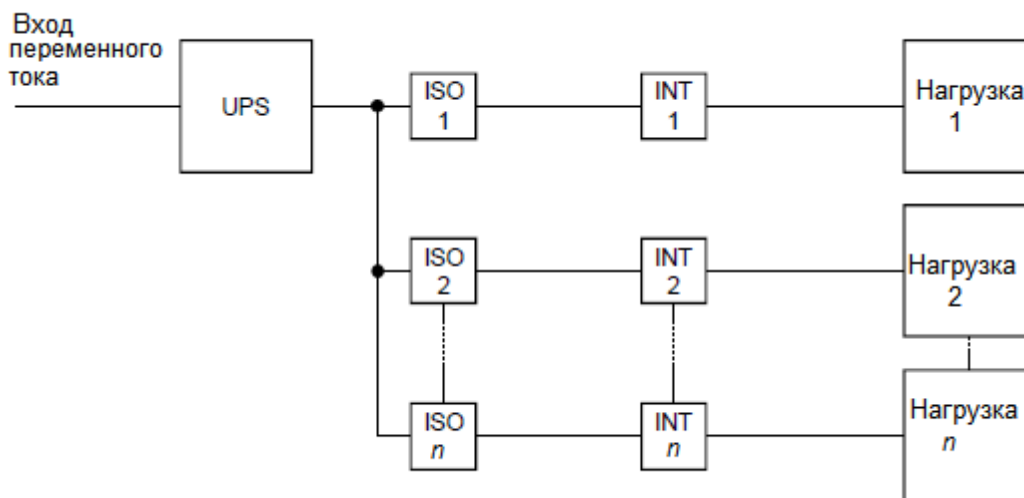 Вход
переменного
тока
UPS
ISO
1
INT
1
Нагрузка
1
ISO
2
INT
2
Нагрузка
2
ISO
n
INT
n
Нагрузка
n